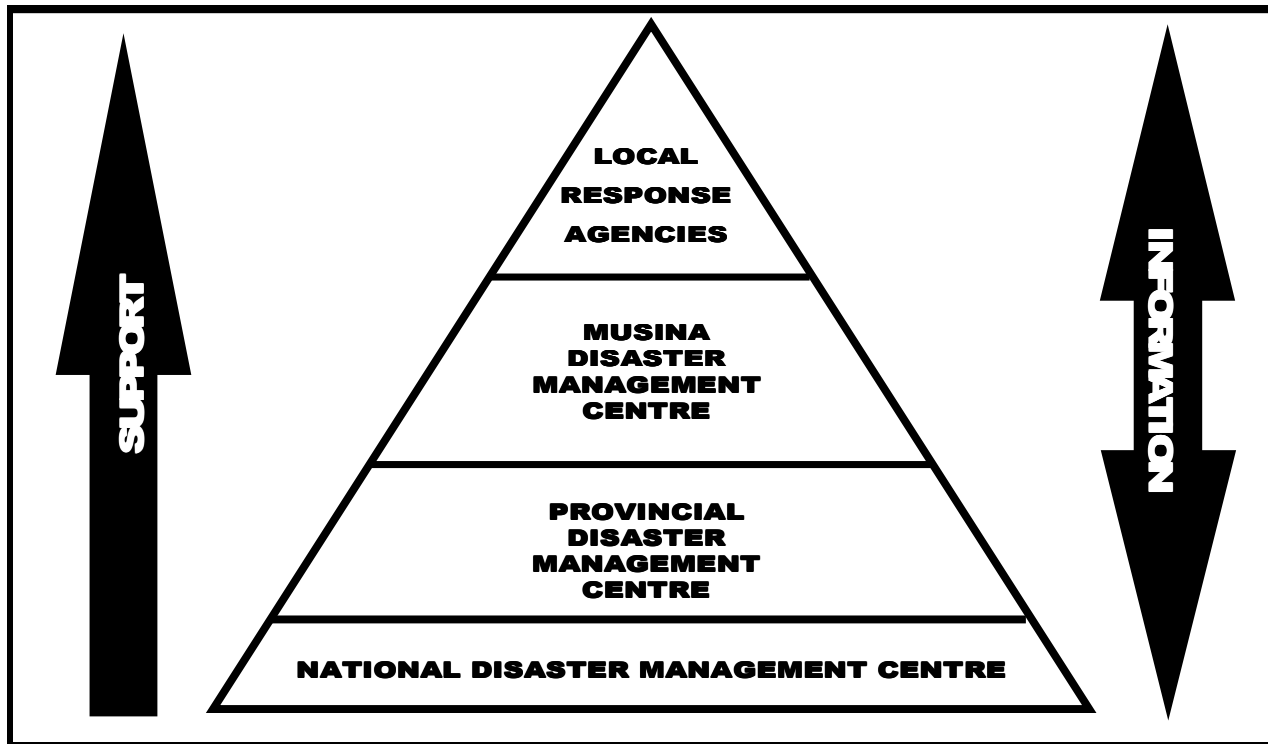 SUPPORT
LOCAL
RESPONSE
AGENCIES
MUSINA
DISASTER
MANAGEMENT
CENTRE
PROVINCIAL
DISASTER
MANAGEMENT
CENTRE
NATIONAL DISASTER MANAGEMENT CENTRE
INFORMATION